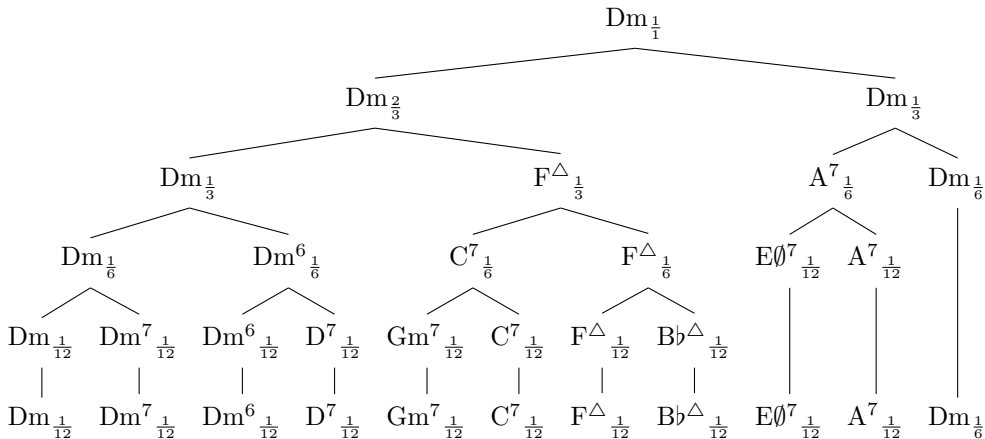 Dm 1/1
Dm 2/3 Dm 1/3
Dm 1/3 F△ 1/3 A⁷ 1/6 Dm 1/6
Dm 1/6 Dm⁶ 1/6 C⁷ 1/6 F△ 1/6 E∅⁷ 1/12 A⁷ 1/12
Dm 1/12 Dm⁷ 1/12 Dm⁶ 1/12 D⁷ 1/12 Gm⁷ 1/12 C⁷ 1/12 F△ 1/12 B♭△ 1/12
Dm 1/12 Dm⁷ 1/12 Dm⁶ 1/12 D⁷ 1/12 Gm⁷ 1/12 C⁷ 1/12 F△ 1/12 B♭△ 1/12 E∅⁷ 1/12 A⁷ 1/12 Dm 1/6